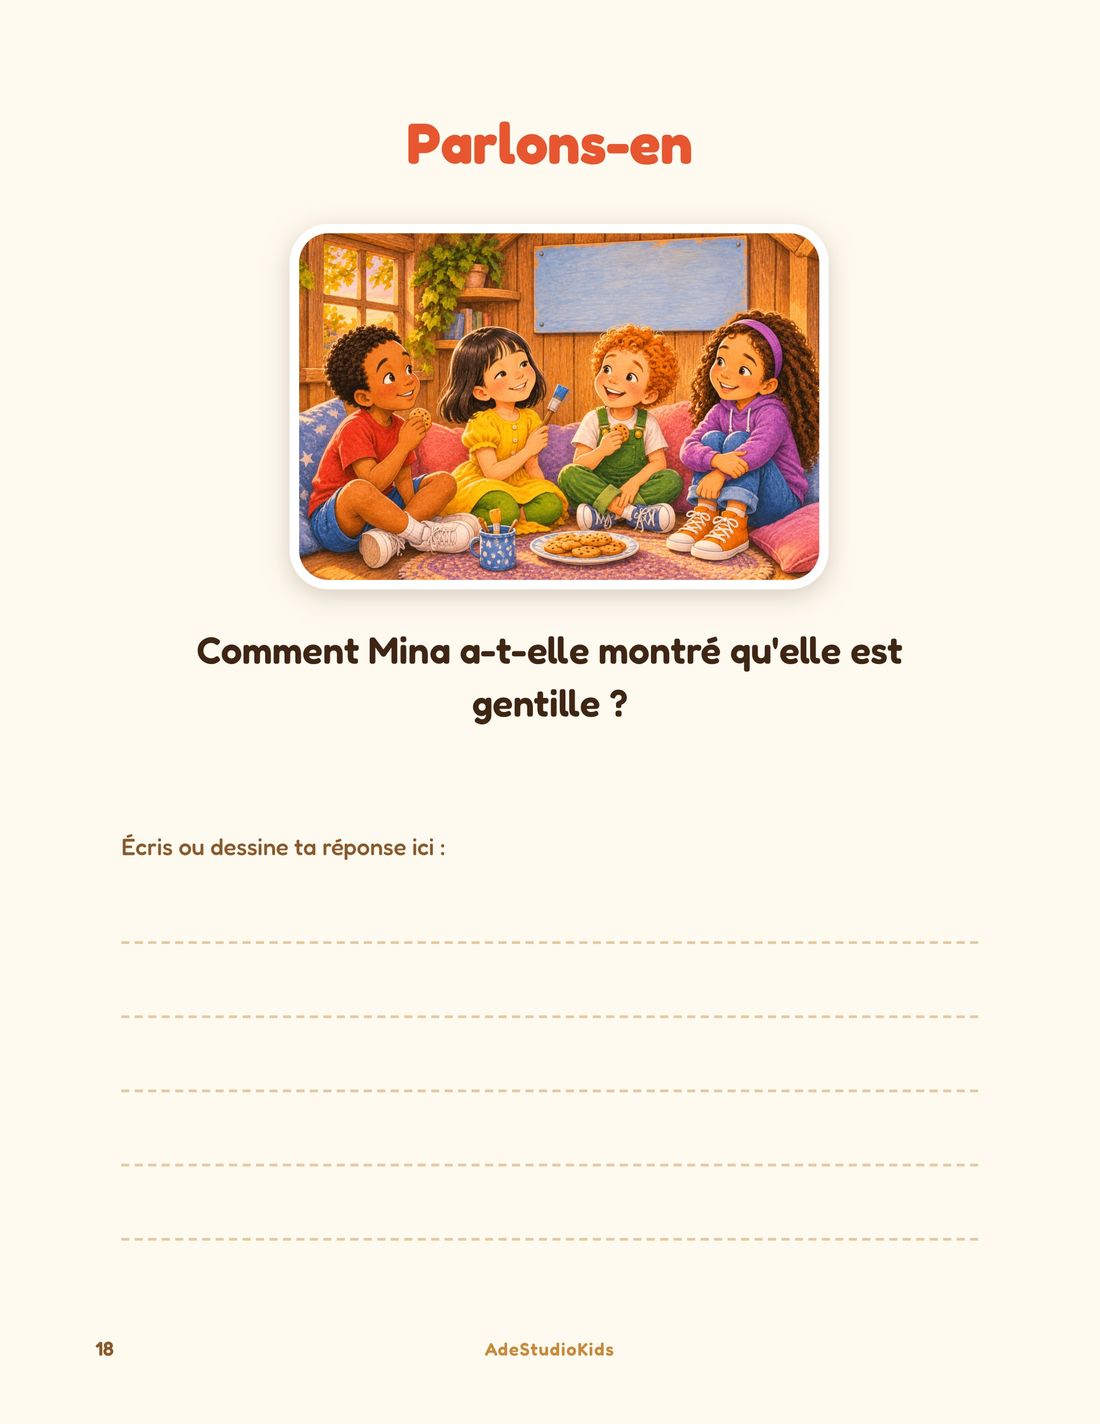 Parlons-en
Comment Mina a-t-elle montré qu'elle est
gentille ?
Écris ou dessine ta réponse ici :
18
AdeStudioKids